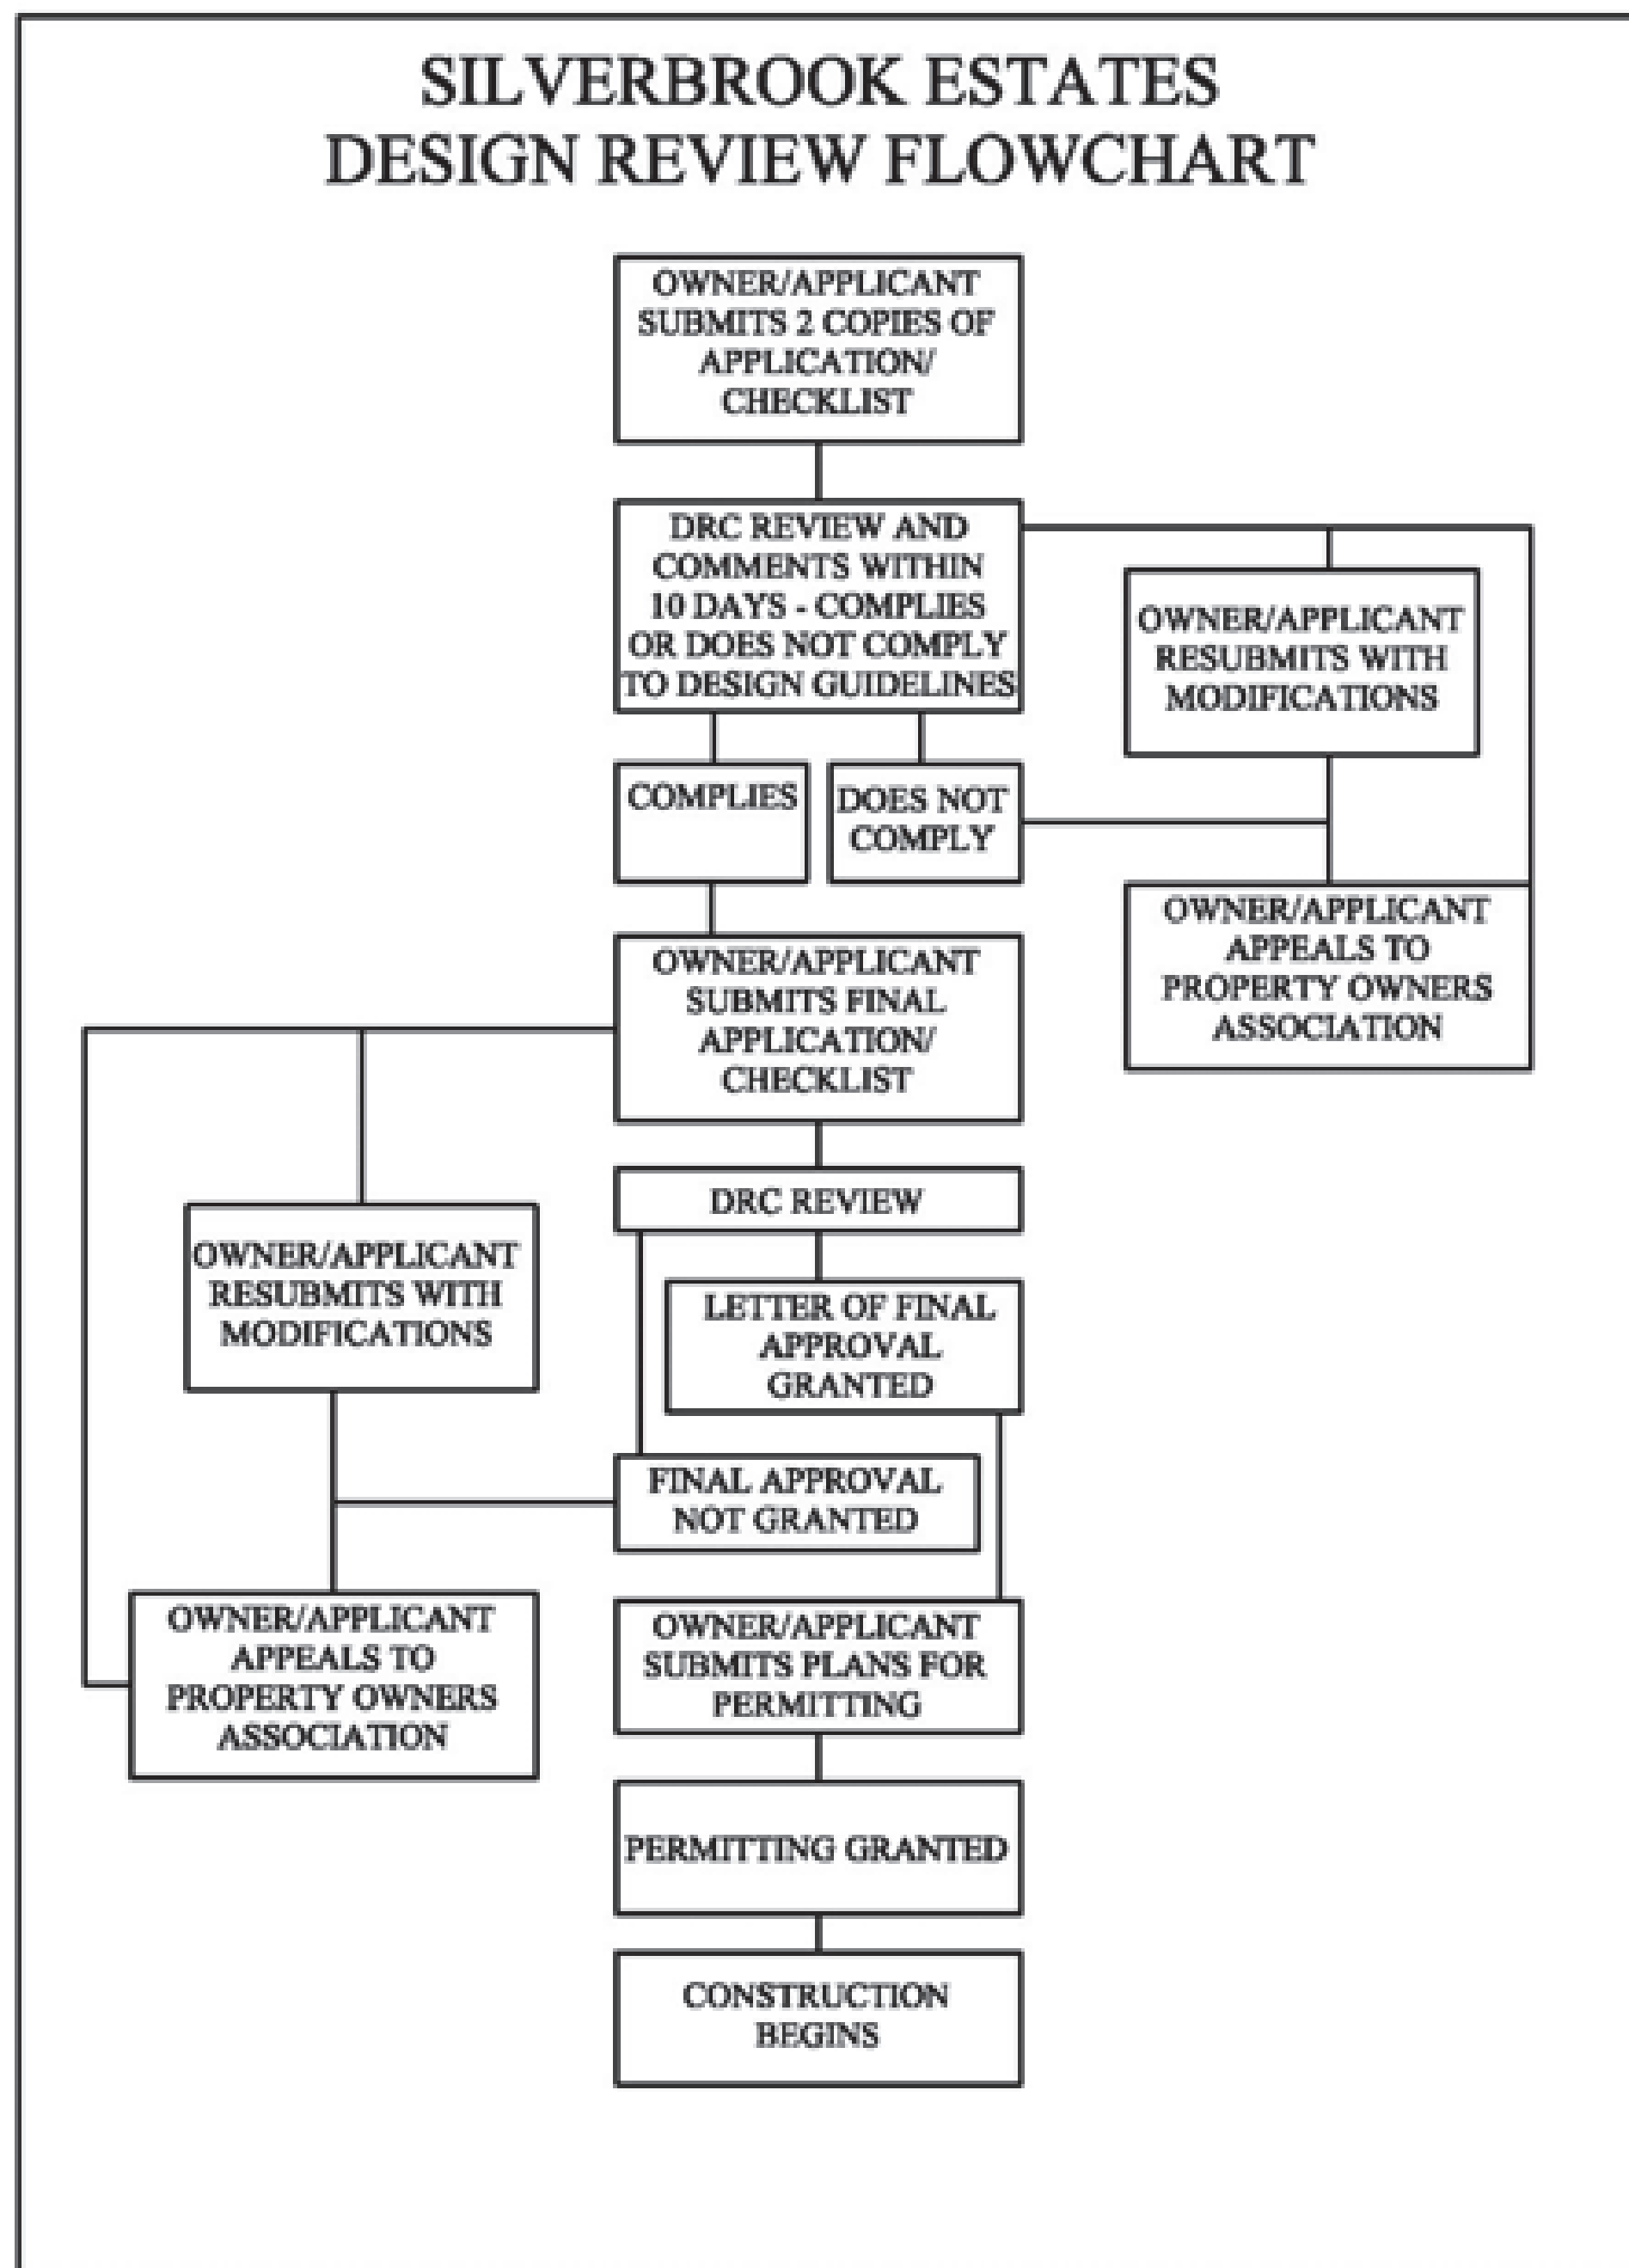 SILVERBROOK ESTATES
DESIGN REVIEW FLOWCHART
OWNER/APPLICANT
SUBMITS 2 COPIES OF
APPLICATION/
CHECKLIST
DRC REVIEW AND
COMMENTS WITHIN
10 DAYS - COMPLIES
OR DOES NOT COMPLY
TO DESIGN GUIDELINES
OWNER/APPLICANT
RESUBMITS WITH
MODIFICATIONS
COMPLIES
DOES NOT
COMPLY
OWNER/APPLICANT
APPEALS TO
PROPERTY OWNERS
ASSOCIATION
OWNER/APPLICANT
SUBMITS FINAL
APPLICATION/
CHECKLIST
DRC REVIEW
OWNER/APPLICANT
RESUBMITS WITH
MODIFICATIONS
LETTER OF FINAL
APPROVAL
GRANTED
FINAL APPROVAL
NOT GRANTED
OWNER/APPLICANT
APPEALS TO
PROPERTY OWNERS
ASSOCIATION
OWNER/APPLICANT
SUBMITS PLANS FOR
PERMITTING
PERMITTING GRANTED
CONSTRUCTION
BEGINS